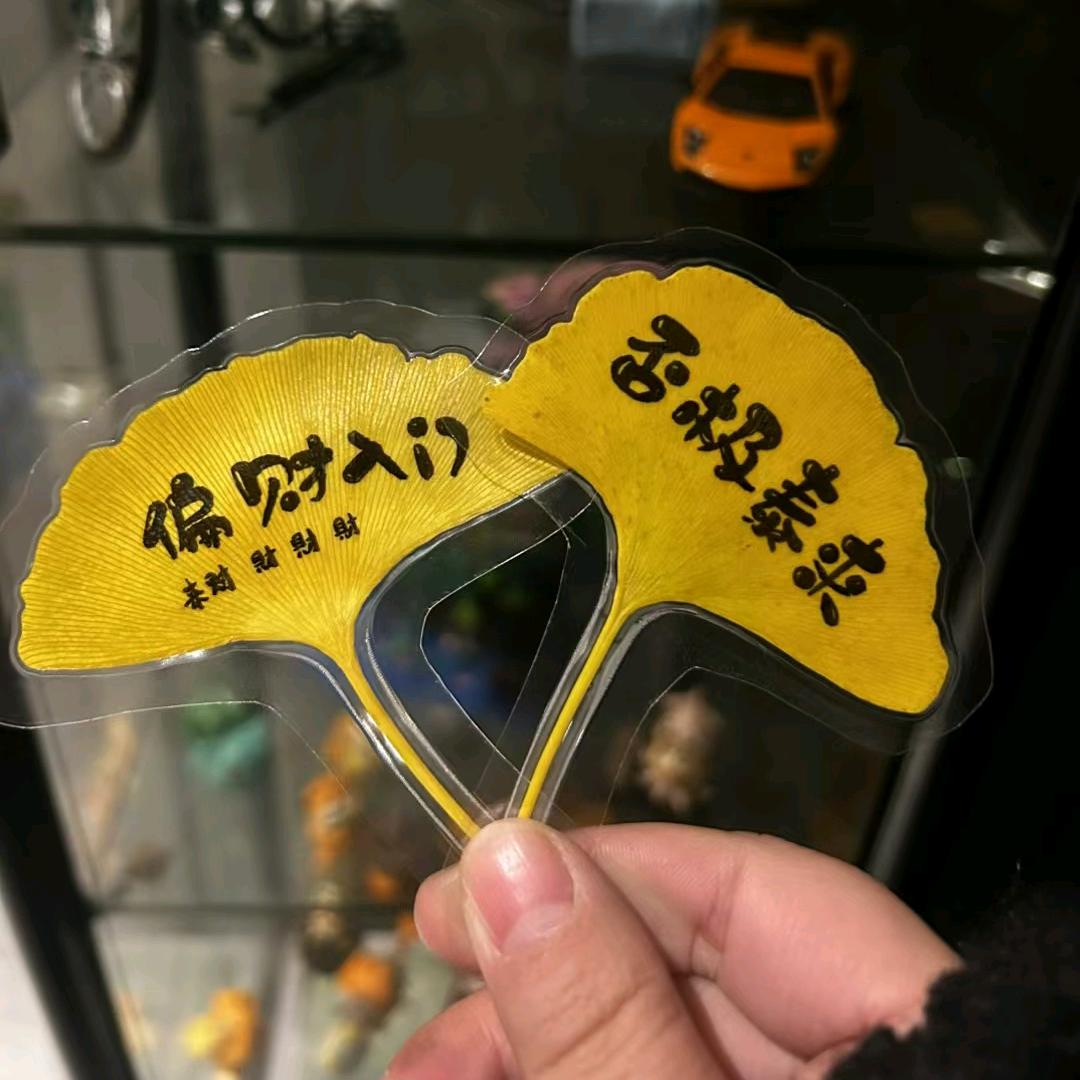 偏财入门
来财 財 財 財
否极泰来